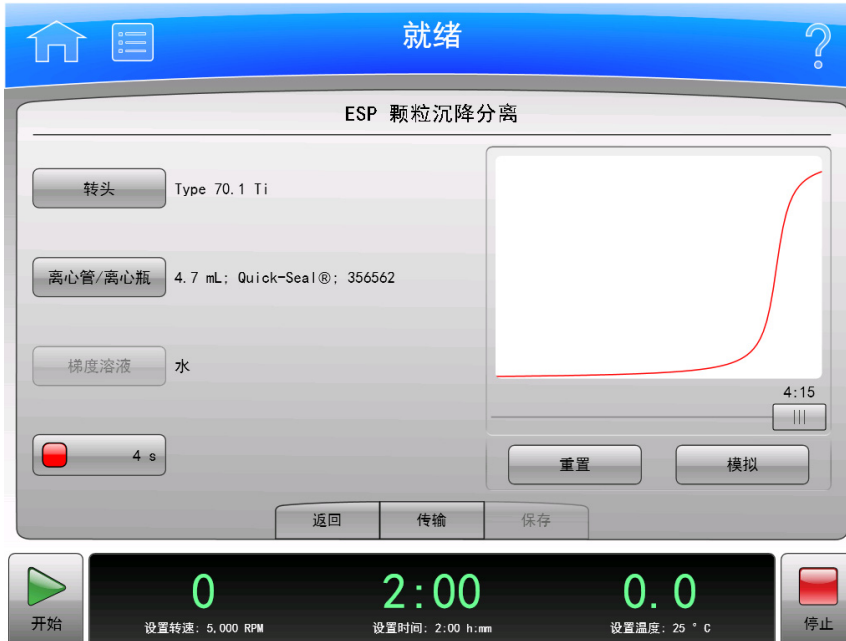 就绪
ESP 颗粒沉降分离
转头 Type 70.1 Ti
离心管/离心瓶 4.7 mL; Quick-Seal®; 356562
梯度溶液 水
4:15
4 s
重置 模拟
返回 传输 保存
0 2:00 0.0
开始 设置转速: 5,000 RPM 设置时间: 2:00 h:mm 设置温度: 25 ° C 停止